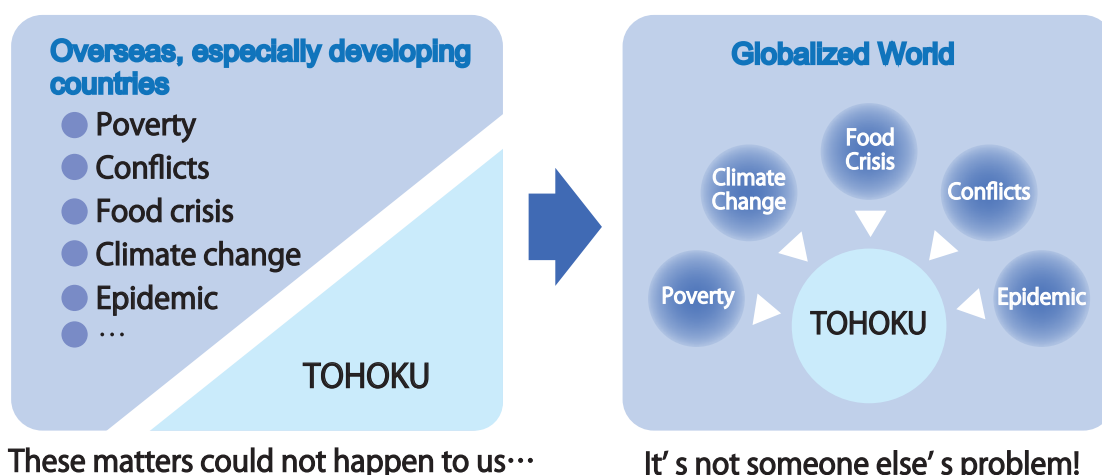 Overseas, especially developing
countries
Poverty
Conflicts
Food crisis
Climate change
Epidemic
…
TOHOKU
These matters could not happen to us…
Globalized World
Food
Crisis
Climate
Change
Conflicts
Poverty
Epidemic
TOHOKU
It’ s not someone else’ s problem!